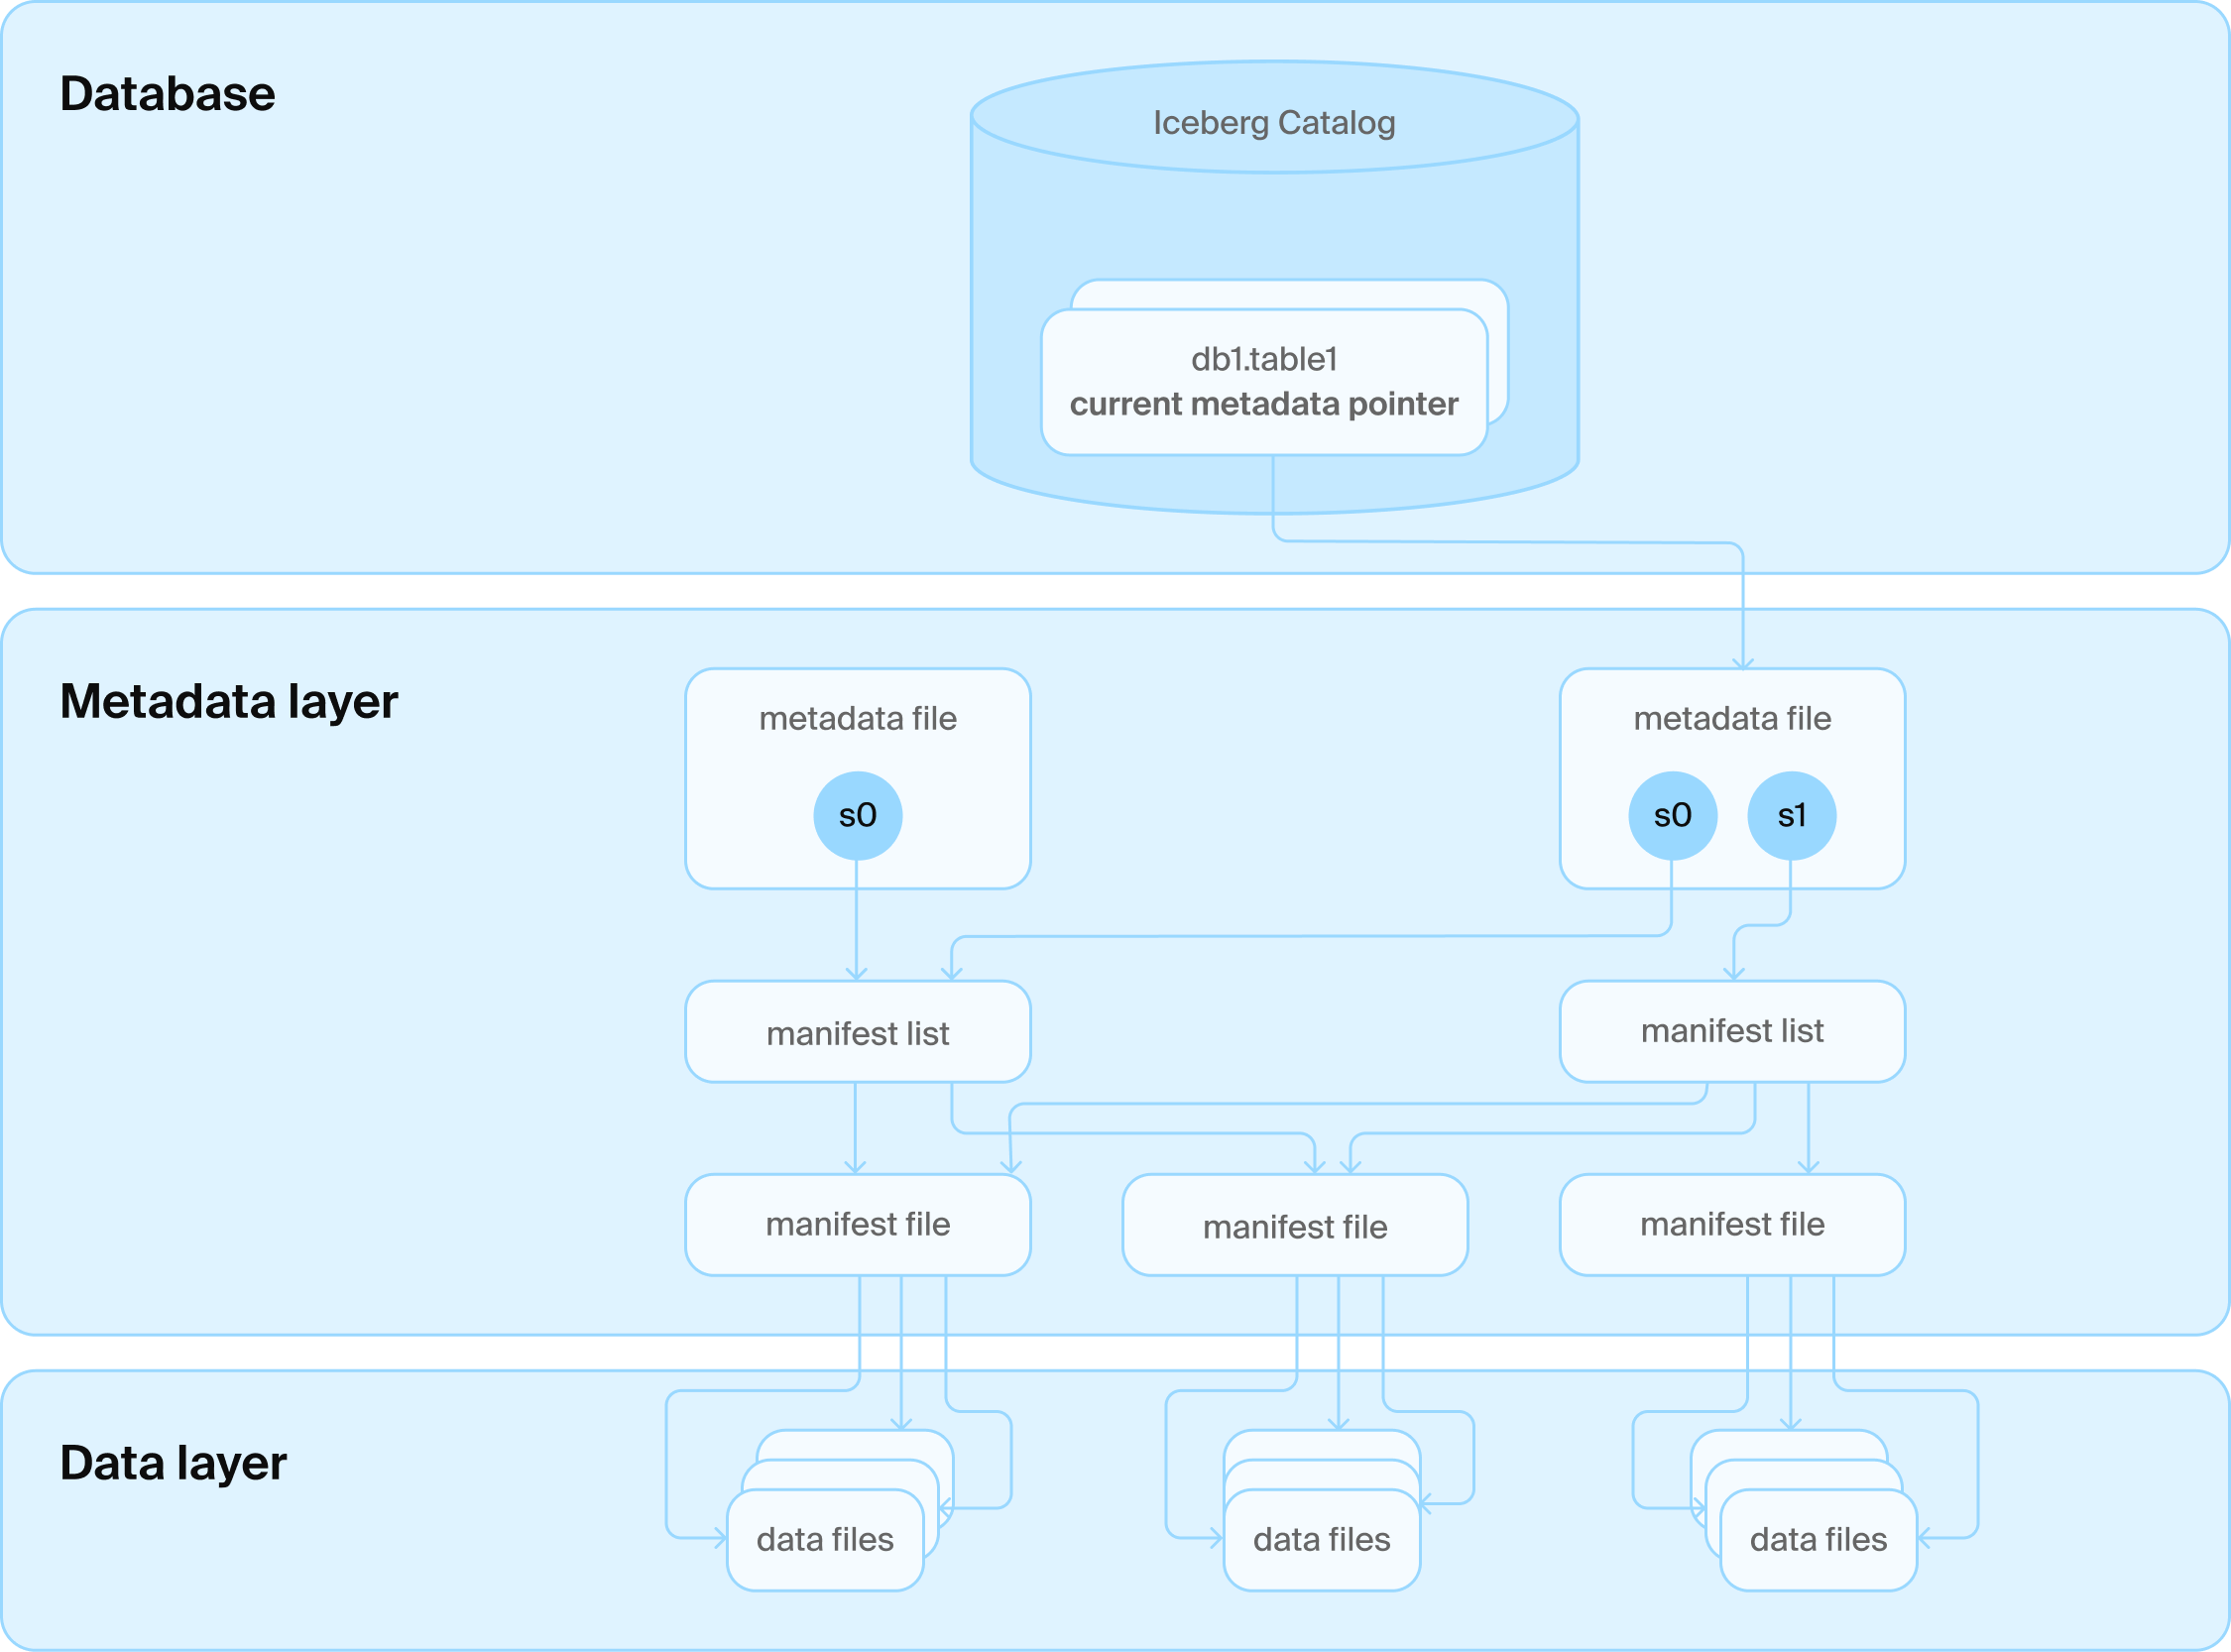 Database
Iceberg Catalog
db1.table1
current metadata pointer
Metadata layer
metadata file
s0
metadata file
s0
s1
manifest list
manifest list
manifest file
manifest file
manifest file
Data layer
data files
data files
data files